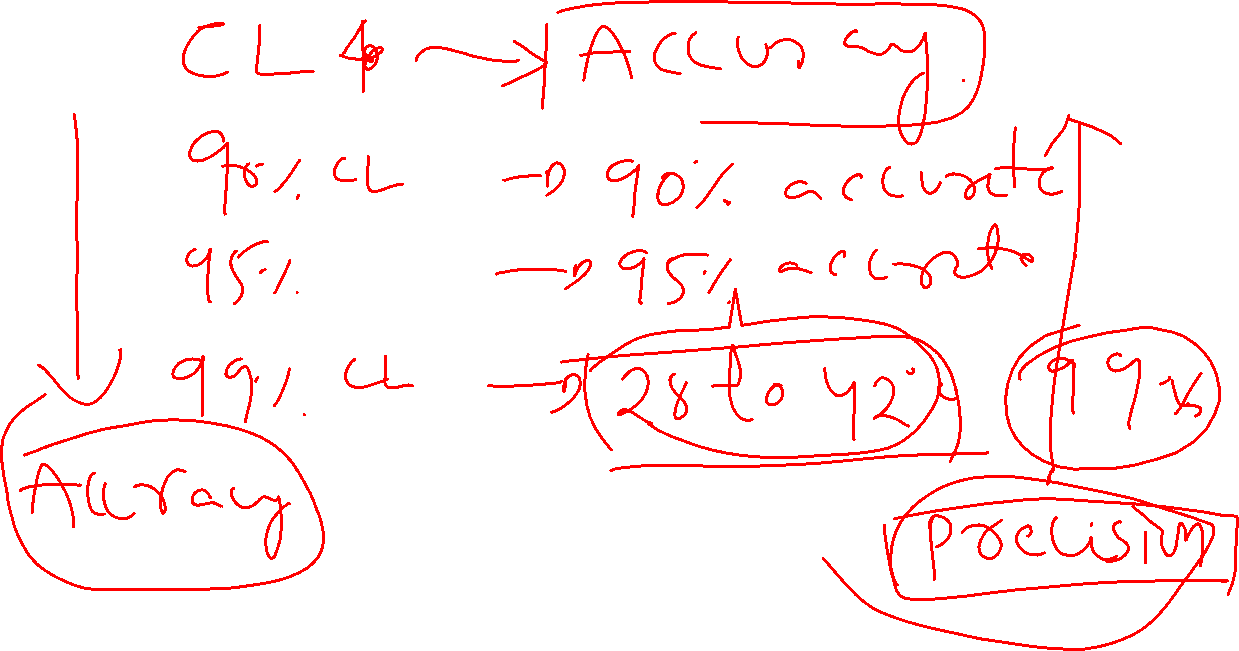 CL → Accuracy
90% CL → 90% accurate
95% → 95% accurate
99% CL → 28 to 42 99%
Accuracy
precision